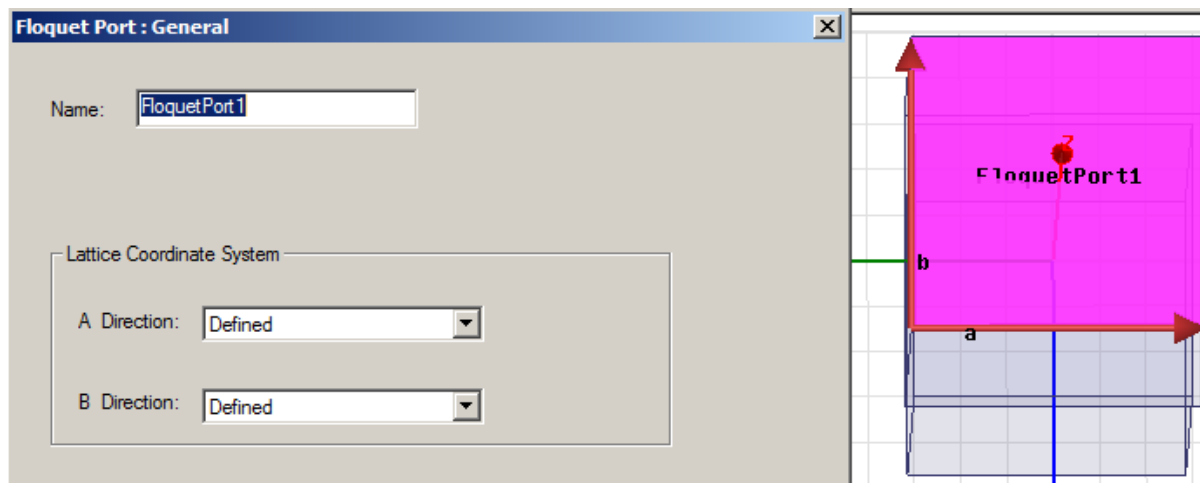 Floquet Port : General
Name: FloquetPort1
Lattice Coordinate System
A Direction: Defined
B Direction: Defined
Z
FloquetPort1
b
a